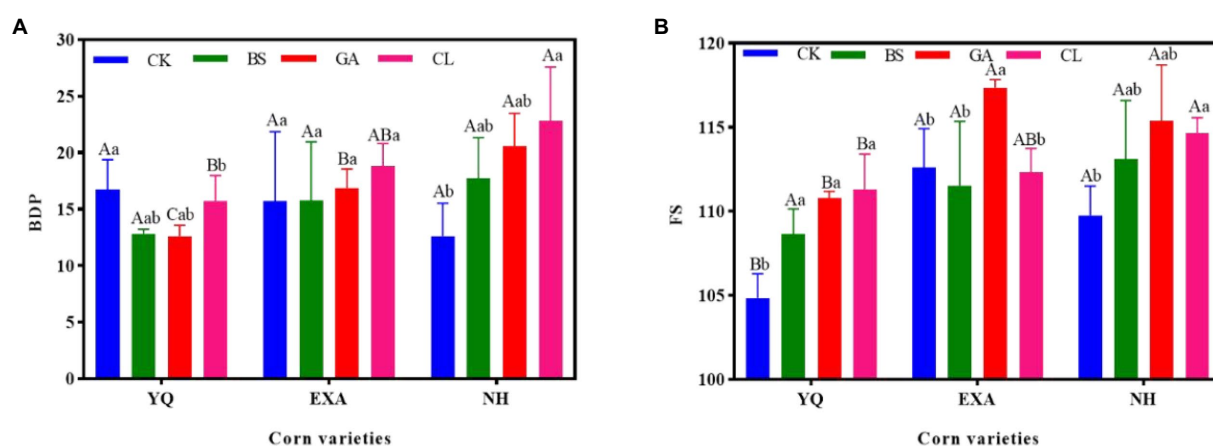 A
30
CK BS GA CL
Aa
25
Aa Aa Aab Aab
20
ABa
Aa Bb Ba
15
Aab Cab Ab
10
5
0
BDP
YQ EXA NH
Corn varieties
B
120
CK BS GA CL
Aa Aab
Aab
115
Ab Ab Aa
ABb
Ba
110
Aa Ba Ab
105
Bb
100
FS
YQ EXA NH
Corn varieties